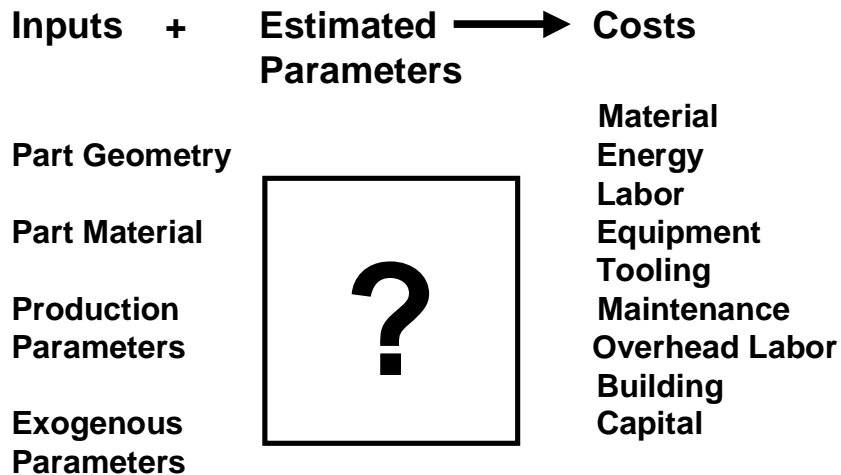 Inputs + Estimated Costs
Parameters
Material
Part Geometry Energy
Labor
Part Material Equipment
Tooling
Production Maintenance
Parameters Overhead Labor
Building
Exogenous Capital
Parameters
?